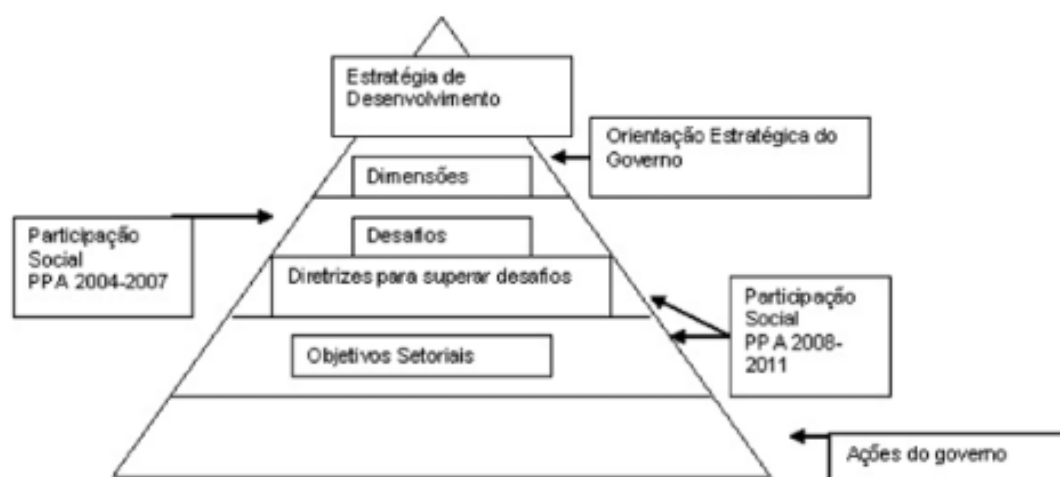 Estratégia de
Desenvolvimento
Orientação Estratégica do
Governo
Dimensões
Participação
Social
PPA 2004-2007
Desafios
Diretrizes para superar desafios
Participação
Social
PPA 2008-
2011
Objetivos Setoriais
Ações do governo